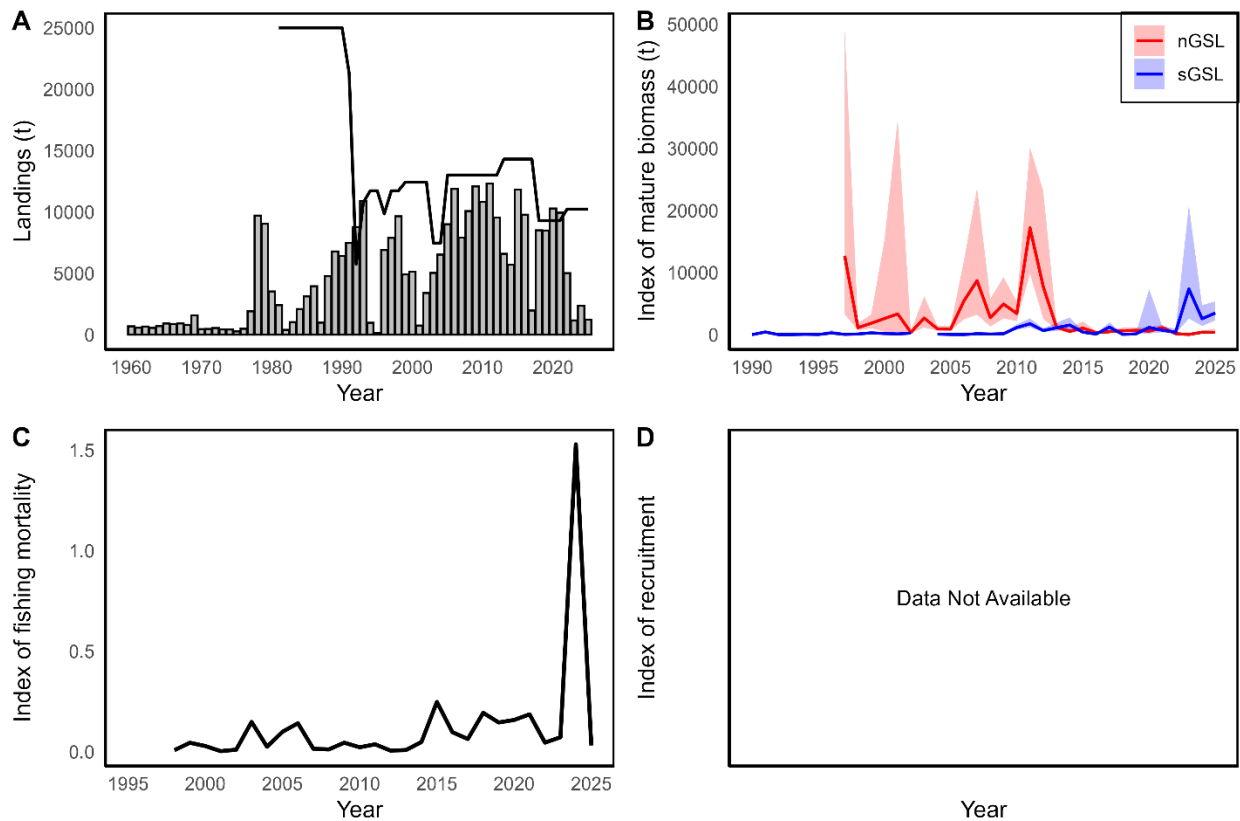 A
Landings (t)
25000
20000
15000
10000
5000
0
1960 1970 1980 1990 2000 2010 2020
Year
B
Index of mature biomass (t)
50000
40000
30000
20000
10000
0
nGSL
sGSL
1990 1995 2000 2005 2010 2015 2020 2025
Year
C
Index of fishing mortality
1.5
1.0
0.5
0.0
1995 2000 2005 2010 2015 2020 2025
Year
D
Index of recruitment
Data Not Available
Year